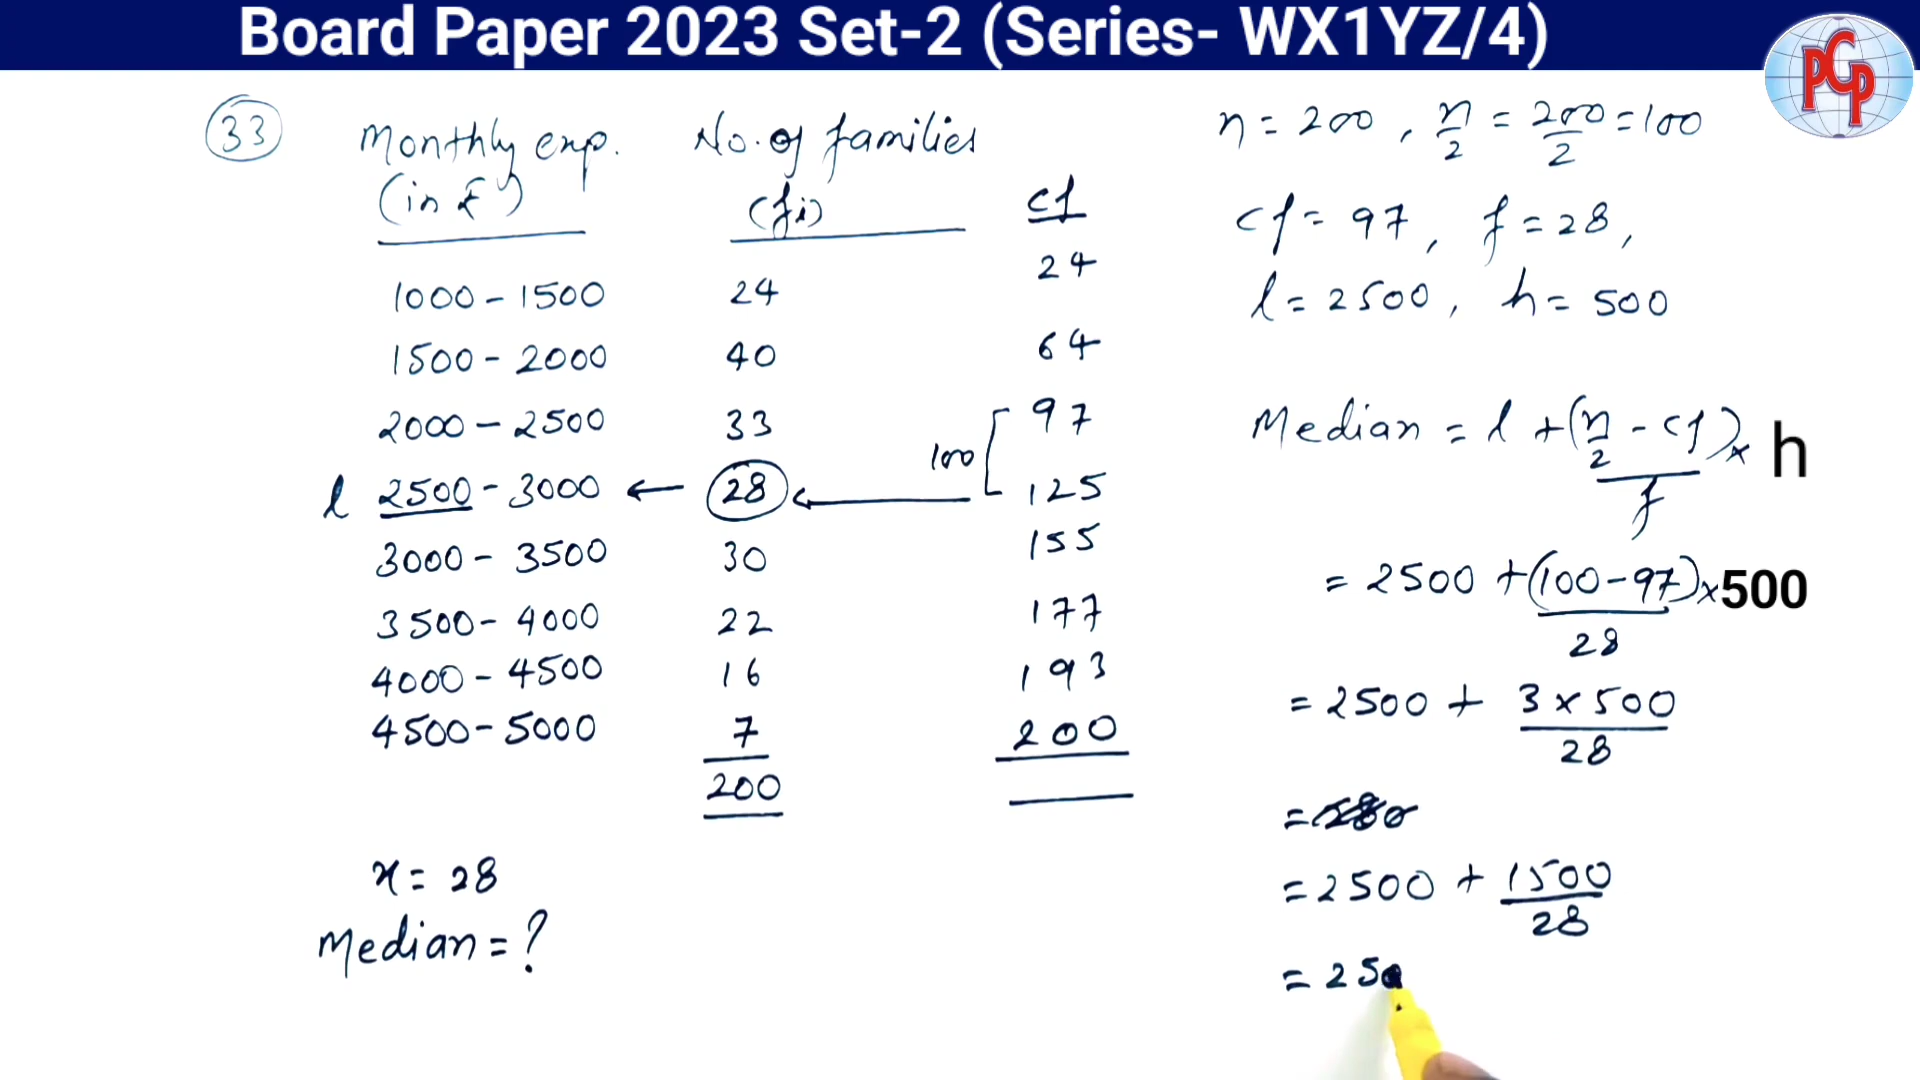 Board Paper 2023 Set-2 (Series- WX1YZ/4)
PCP
33
Monthly exp. No. of families
(in ₹) (fi) cf
1000 - 1500 24 24
1500 - 2000 40 64
2000 - 2500 33 97
100
l 2500 - 3000 ← 28 ← 125
3000 - 3500 30 155
3500 - 4000 22 177
4000 - 4500 16 193
4500 - 5000 7 200
200
x = 28
Median = ?
n = 200 , n/2 = 200/2 = 100
cf = 97 , f = 28 ,
l = 2500 , h = 500
Median = l + (n/2 - cf)/f × h
= 2500 + (100 - 97)/28 × 500
= 2500 + 3 × 500/28
=
= 2500 + 1500/28
= 250